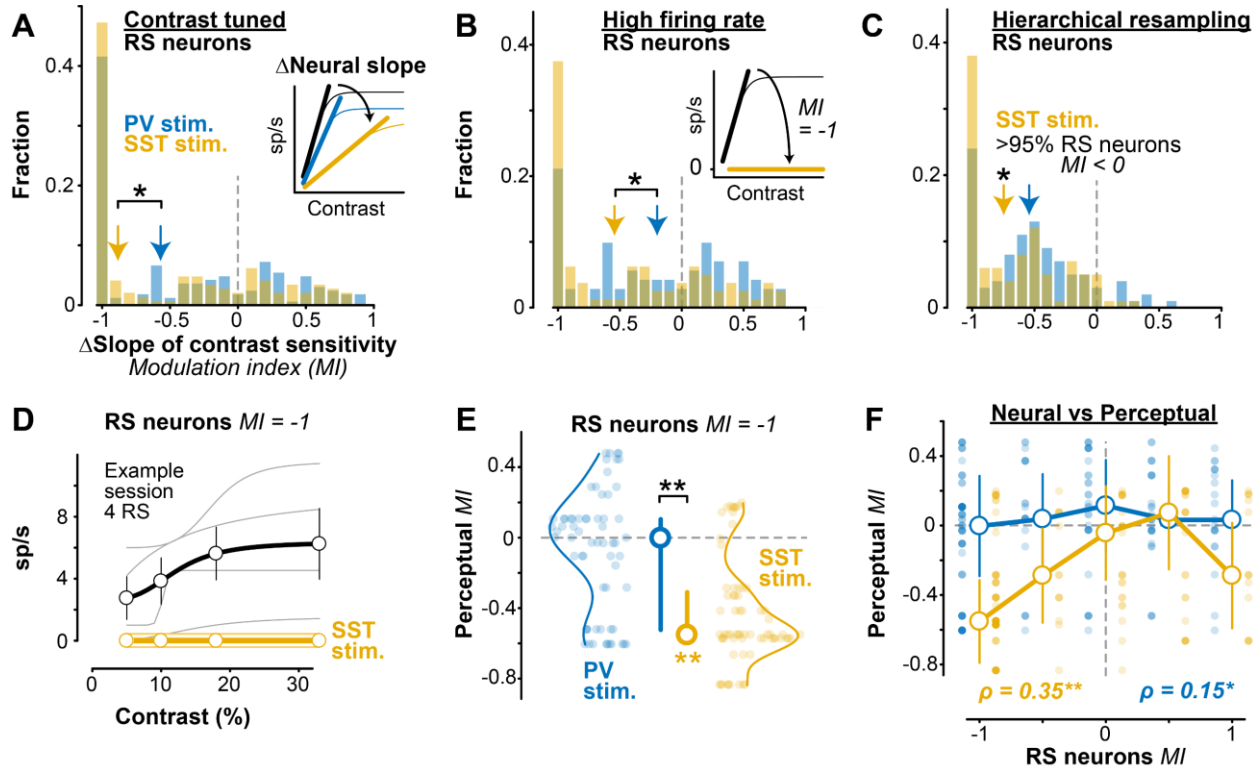 A
Contrast tuned
RS neurons
0.4
0.2
0
Fraction
PV stim.
SST stim.
*
ΔNeural slope
sp/s
Contrast
-1
-0.5
0
0.5
1
ΔSlope of contrast sensitivity
Modulation index (MI)
B
High firing rate
RS neurons
0.4
0.2
0
Fraction
*
sp/s
0
MI
= -1
Contrast
-1
-0.5
0
0.5
1
C
Hierarchical resampling
RS neurons
0.4
0.2
0
SST stim.
>95% RS neurons
MI < 0
*
-1
-0.5
0
0.5
1
D
RS neurons MI = -1
Example
session
4 RS
sp/s
8
4
0
SST
stim.
0
10
20
30
Contrast (%)
E
RS neurons MI = -1
Perceptual MI
0.4
0
-0.4
-0.8
**
SST
stim.
PV
stim.
**
F
Neural vs Perceptual
Perceptual MI
0.4
0
-0.4
-0.8
ρ = 0.35**
ρ = 0.15*
-1
0
1
RS neurons MI